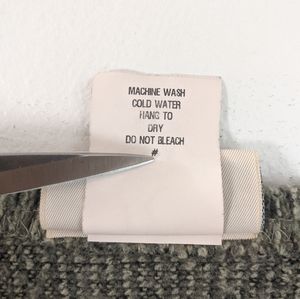 MACHINE WASH
COLD WATER
HANG TO
DRY
DO NOT BLEACH
#